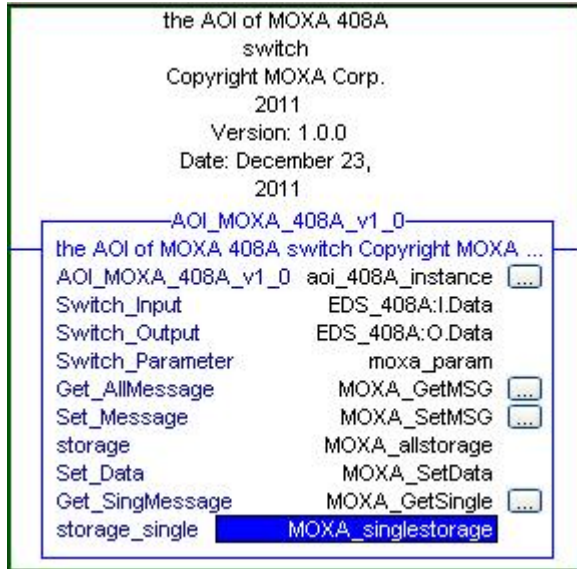 the AOI of MOXA 408A
switch
Copyright MOXA Corp.
2011
Version: 1.0.0
Date: December 23,
2011
AOI_MOXA_408A_v1_0
the AOI of MOXA 408A switch Copyright MOXA ...
AOI_MOXA_408A_v1_0 aoi_408A_instance ...
Switch_Input EDS_408A:I.Data
Switch_Output EDS_408A:O.Data
Switch_Parameter moxa_param
Get_AllMessage MOXA_GetMSG ...
Set_Message MOXA_SetMSG ...
storage MOXA_allstorage
Set_Data MOXA_SetData
Get_SingMessage MOXA_GetSingle ...
storage_single MOXA_singlestorage